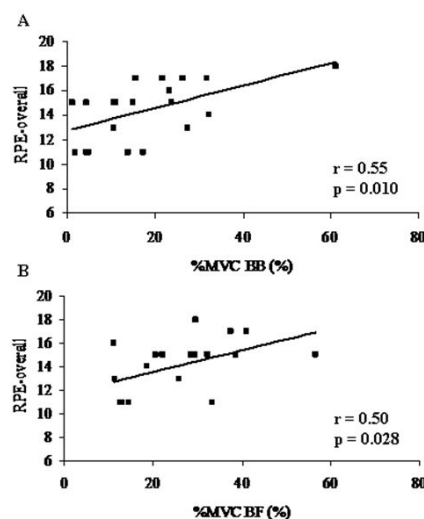 A
20
18
16
14
12
10
8
6
RPE-overall
r = 0.55
p = 0.010
0 20 40 60 80
%MVC BB (%)
B
20
18
16
14
12
10
8
6
RPE-overall
r = 0.50
p = 0.028
0 20 40 60 80
%MVC BF (%)